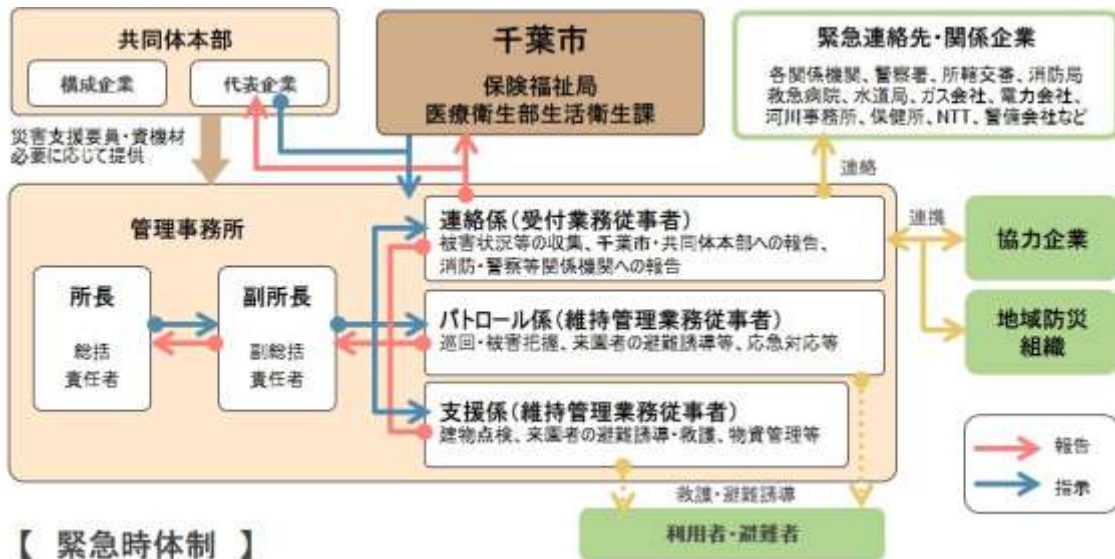 共同体本部
構成企業
代表企業
千葉市
保険福祉局
医療衛生部生活衛生課
緊急連絡先・関係企業
各関係機関、警察署、所轄交番、消防局
救急病院、水道局、ガス会社、電力会社、
河川事務所、保健所、NTT、警備会社など
災害支援要員・資機材
必要に応じて提供
連絡
管理事務所
連絡係(受付業務従事者)
被害状況等の収集、千葉市・共同体本部への報告、
消防・警察等関係機関への報告
連携
協力企業
所長
総括
責任者
副所長
副総括
責任者
パトロール係(維持管理業務従事者)
巡回・被害把握、来園者の避難誘導等、応急対応等
地域防災
組織
支援係(維持管理業務従事者)
建物点検、来園者の避難誘導・救護、物資管理等
報告
指示
救護・避難誘導
利用者・避難者
【 緊急時体制 】